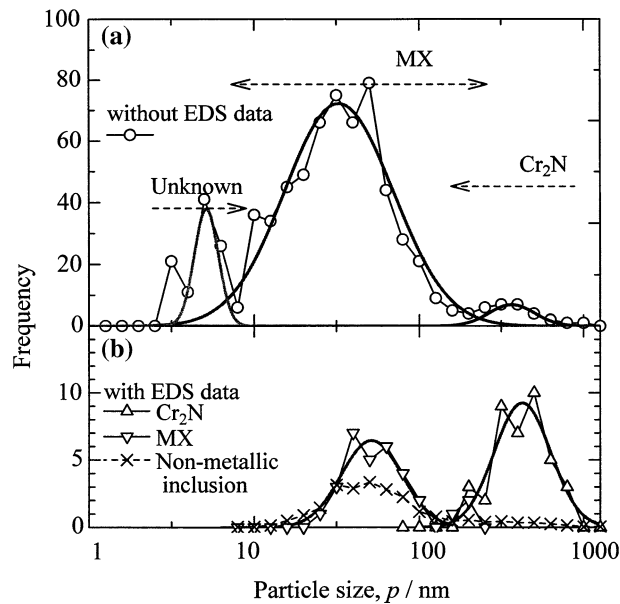 100
(a)
MX
80
without EDS data
60
Cr₂N
Unknown
40
20
0
Frequency
(b)
with EDS data
10
Cr₂N
MX
Non-metallic
inclusion
5
0
1 10 100 1000
Particle size, p / nm